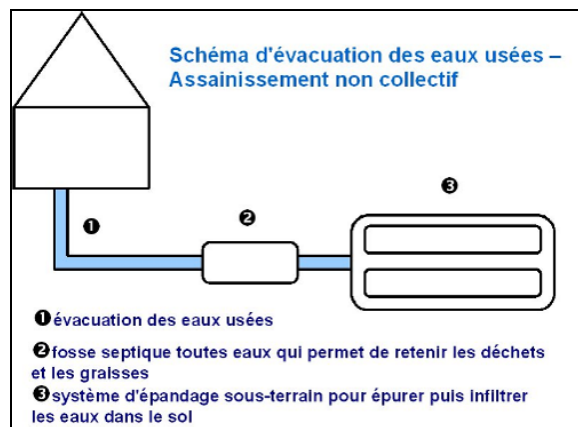 Schéma d'évacuation des eaux usées –
Assainissement non collectif
❸
❷
❶
❶évacuation des eaux usées
❷fosse septique toutes eaux qui permet de retenir les déchets
et les graisses
❸système d'épandage sous-terrain pour épurer puis infiltrer
les eaux dans le sol